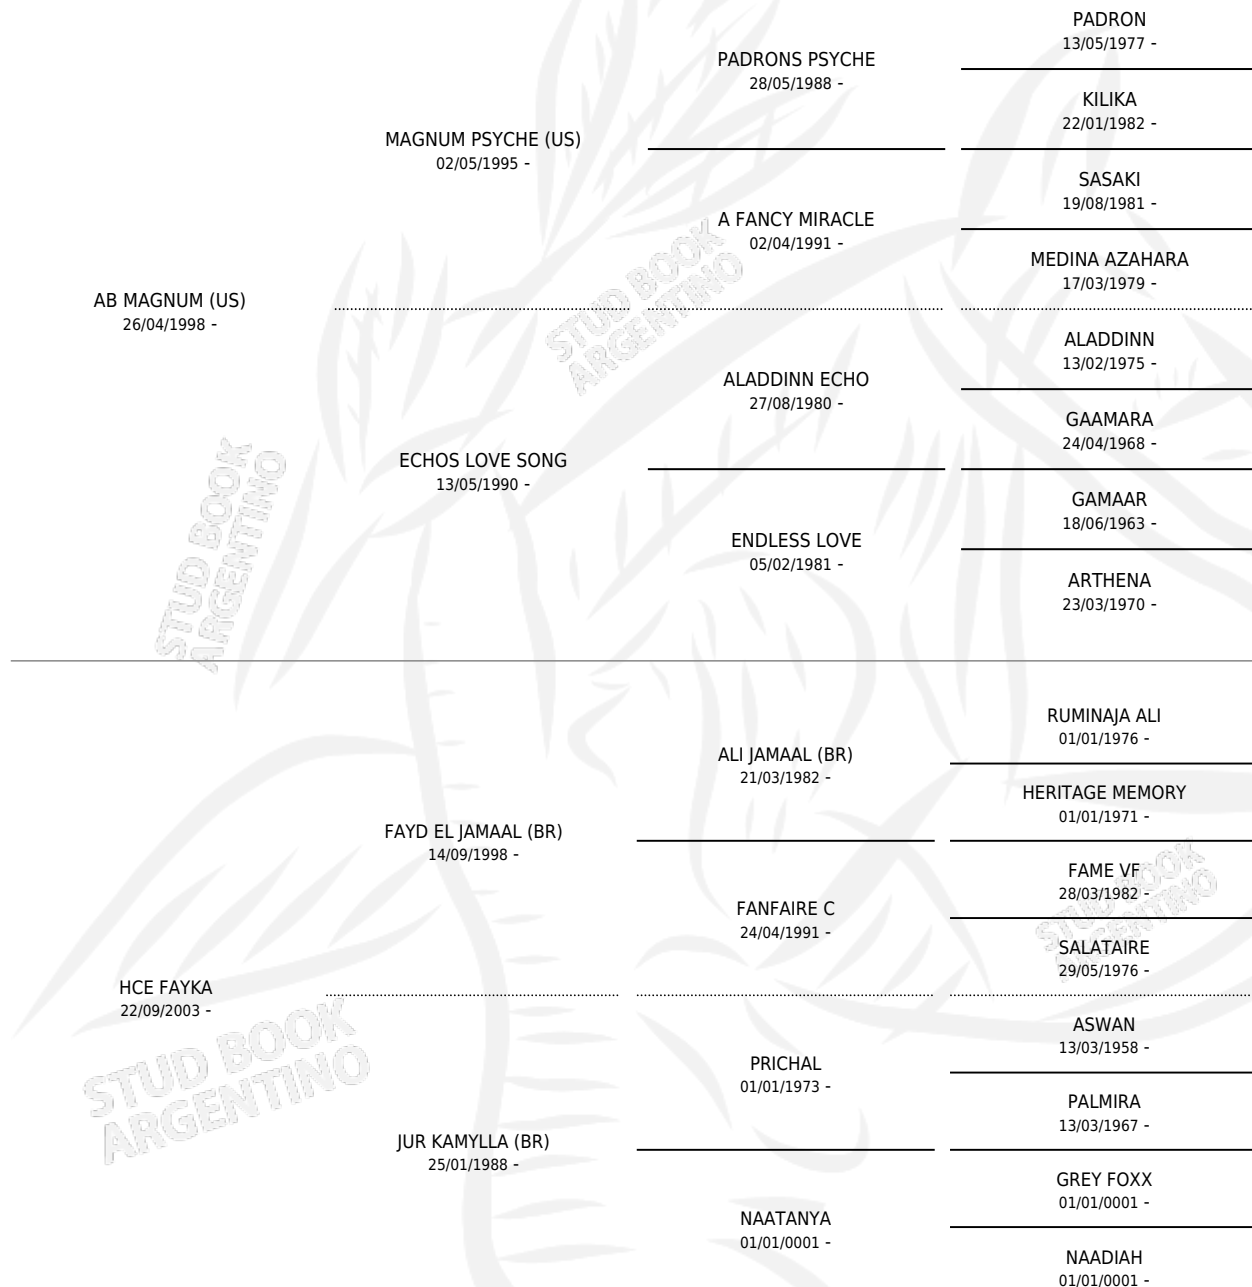 PADRON
13/05/1977 -
PADRONS PSYCHE
28/05/1988 -
KILIKA
22/01/1982 -
MAGNUM PSYCHE (US)
02/05/1995 -
SASAKI
19/08/1981 -
A FANCY MIRACLE
02/04/1991 -
MEDINA AZAHARA
17/03/1979 -
AB MAGNUM (US)
26/04/1998 -
STUD BOOK
ARGENTINO
ALADDINN
13/02/1975 -
ALADDINN ECHO
27/08/1980 -
GAAMARA
24/04/1968 -
ECHOS LOVE SONG
13/05/1990 -
GAMAAR
18/06/1963 -
ENDLESS LOVE
05/02/1981 -
ARTHENA
23/03/1970 -
STUD BOOK
ARGENTINO
RUMINAJA ALI
01/01/1976 -
ALI JAMAAL (BR)
21/03/1982 -
HERITAGE MEMORY
01/01/1971 -
FAYD EL JAMAAL (BR)
14/09/1998 -
FAME VF
28/03/1982 -
FANFAIRE C
24/04/1991 -
SALATAIRE
29/05/1976 -
STUD BOOK
ARGENTINO
HCE FAYKA
22/09/2003 -
ASWAN
13/03/1958 -
PRICHAL
01/01/1973 -
PALMIRA
13/03/1967 -
STUD BOOK
ARGENTINO
JUR KAMYLLA (BR)
25/01/1988 -
GREY FOXX
01/01/0001 -
NAATANYA
01/01/0001 -
NAADIAH
01/01/0001 -